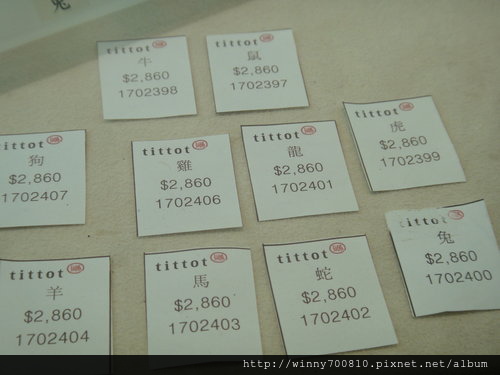 兔
tittot
牛
$2,860
1702398
tittot
鼠
$2,860
1702397
tittot
虎
$2,860
1702399
tittot
狗
$2,860
1702407
tittot
雞
$2,860
1702406
tittot
龍
$2,860
1702401
tittot
兔
$2,860
1702400
tittot
羊
$2,860
1702404
tittot
馬
$2,860
1702403
tittot
蛇
$2,860
1702402
http://winny700810.pixnet.net/album